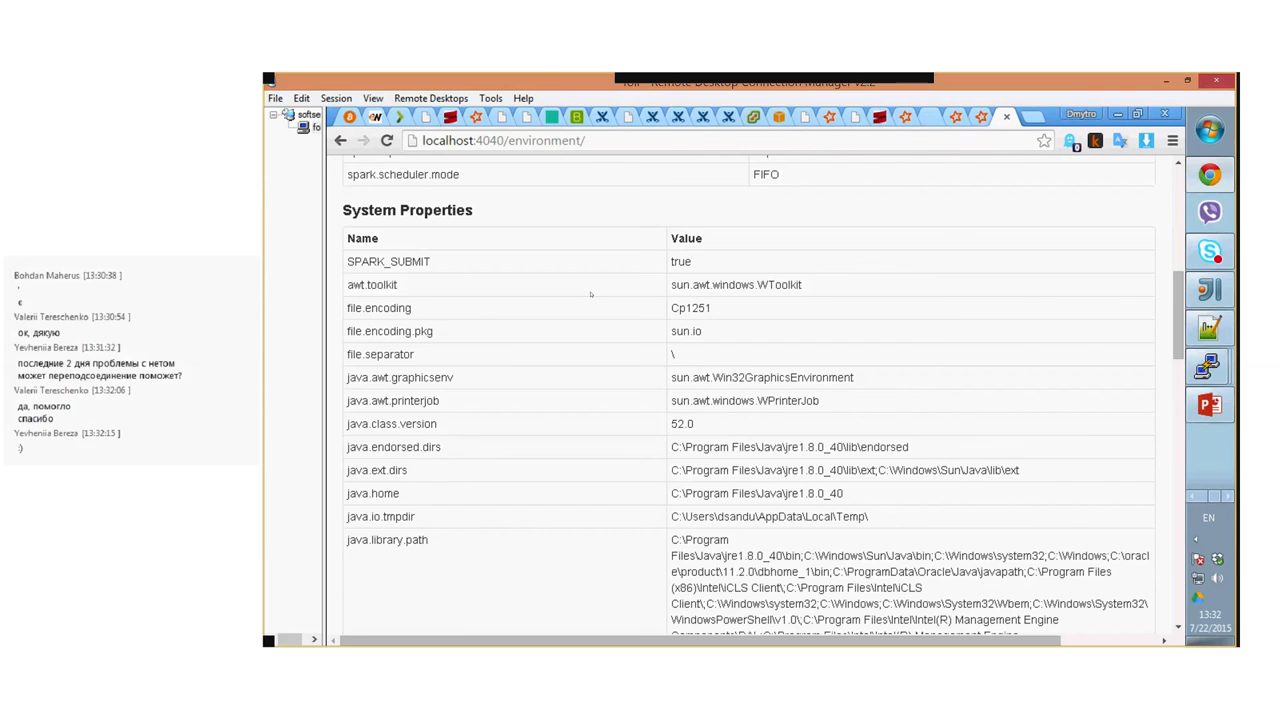 Bohdan Maherus [13:30:38 ]
'
є
Valerii Tereschenko [13:30:54 ]
ок, дякую
Yevheniia Bereza [13:31:32 ]
последние 2 дня проблемы с нетом
может переподсоединение поможет?
Valerii Tereschenko [13:32:06 ]
да, помогло
спасибо
Yevheniia Bereza [13:32:15 ]
:)
Remote Desktop Connection Manager v2.2
File Edit Session View Remote Desktops Tools Help
softse
fo
Dmytro
localhost:4040/environment/
spark.scheduler.mode FIFO
System Properties
Name Value
SPARK_SUBMIT true
awt.toolkit sun.awt.windows.WToolkit
file.encoding Cp1251
file.encoding.pkg sun.io
file.separator \
java.awt.graphicsenv sun.awt.Win32GraphicsEnvironment
java.awt.printerjob sun.awt.windows.WPrinterJob
java.class.version 52.0
java.endorsed.dirs C:\Program Files\Java\jre1.8.0_40\lib\endorsed
java.ext.dirs C:\Program Files\Java\jre1.8.0_40\lib\ext;C:\Windows\Sun\Java\lib\ext
java.home C:\Program Files\Java\jre1.8.0_40
java.io.tmpdir C:\Users\dsandu\AppData\Local\Temp\
java.library.path C:\Program
Files\Java\jre1.8.0_40\bin;C:\Windows\Sun\Java\bin;C:\Windows\system32;C:\Windows;C:\oracl
e\product\11.2.0\dbhome_1\bin;C:\ProgramData\Oracle\Java\javapath;C:\Program Files
(x86)\Intel\iCLS Client\;C:\Program Files\Intel\iCLS
Client\;C:\Windows\system32;C:\Windows;C:\Windows\System32\Wbem;C:\Windows\System32\
WindowsPowerShell\v1.0\;C:\Program Files\Intel\Intel(R) Management Engine
EN
13:32
7/22/2015